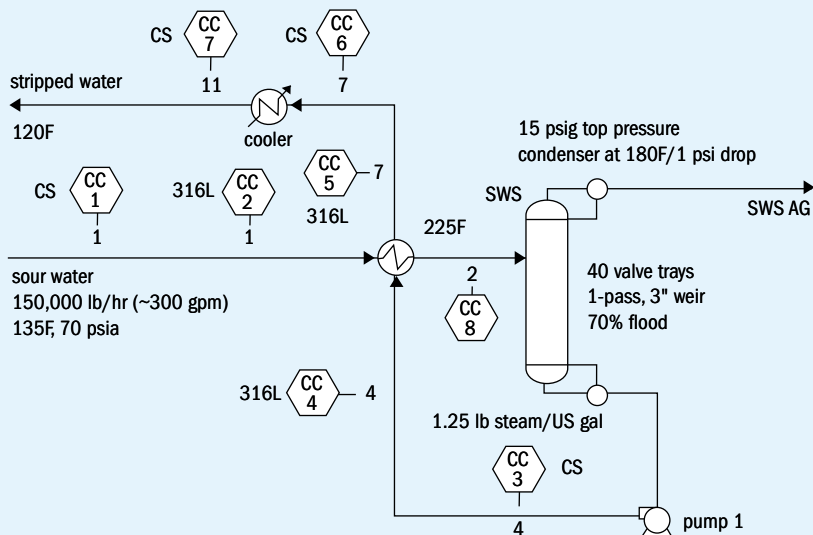 CS
CC
7
11
CS
CC
6
7
stripped water
120F
cooler
15 psig top pressure
condenser at 180F/1 psi drop
CS
CC
1
1
316L
CC
2
1
CC
5
7
316L
SWS
SWS AG
225F
sour water
150,000 lb/hr (~300 gpm)
135F, 70 psia
2
CC
8
40 valve trays
1-pass, 3" weir
70% flood
316L
CC
4
4
1.25 lb steam/US gal
CC
3
CS
4
pump 1